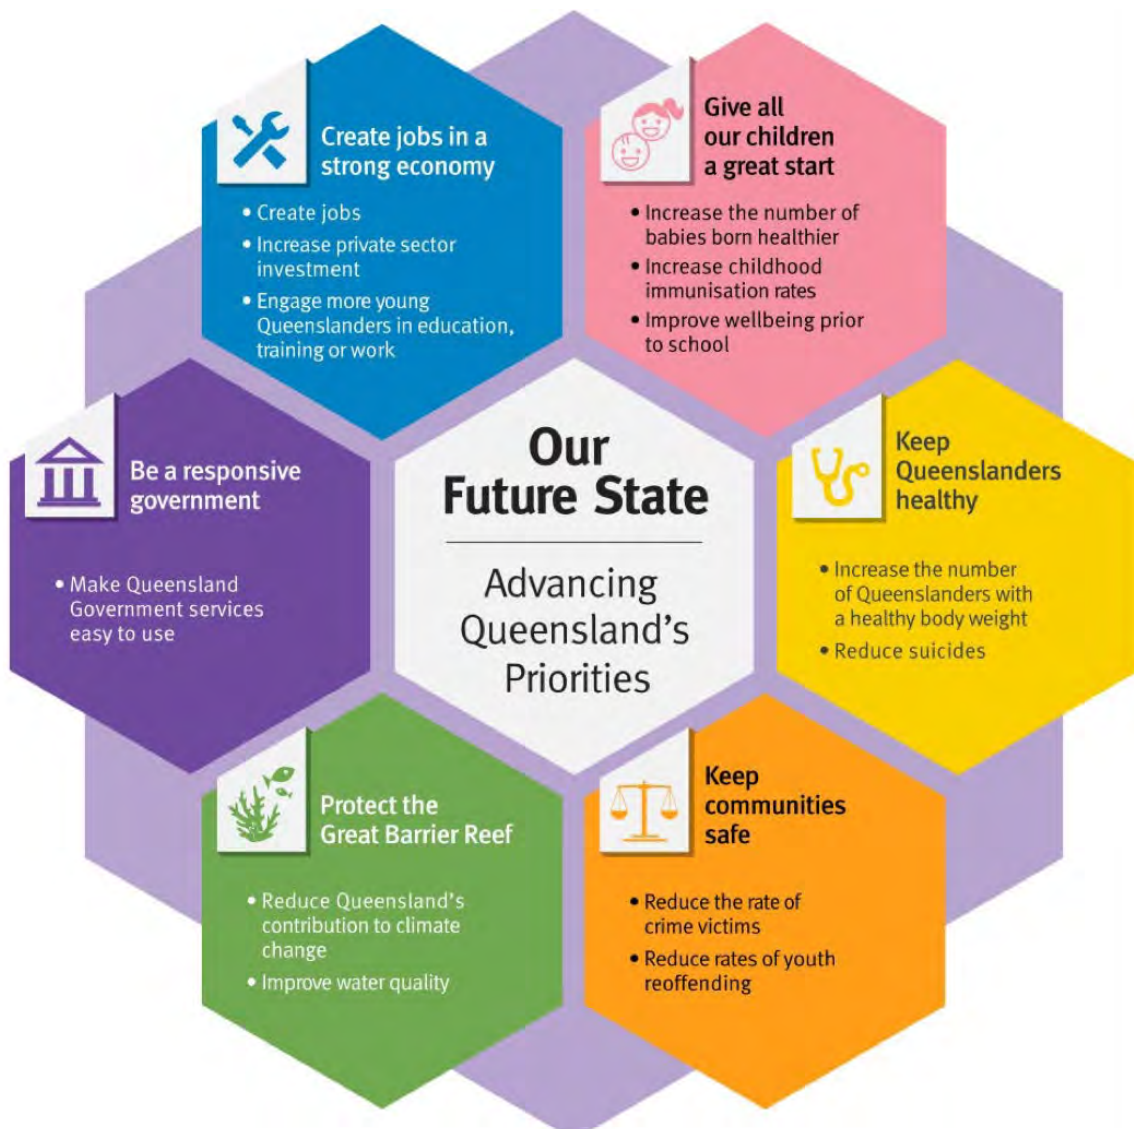 Create jobs in a
strong economy
• Create jobs
• Increase private sector
investment
• Engage more young
Queenslanders in education,
training or work
Give all
our children
a great start
• Increase the number of
babies born healthier
• Increase childhood
immunisation rates
• Improve wellbeing prior
to school
Be a responsive
government
• Make Queensland
Government services
easy to use
Our
Future State
Advancing
Queensland's
Priorities
Keep
Queenslanders
healthy
• Increase the number
of Queenslanders with
a healthy body weight
• Reduce suicides
Protect the
Great Barrier Reef
• Reduce Queensland's
contribution to climate
change
• Improve water quality
Keep
communities
safe
• Reduce the rate of
crime victims
• Reduce rates of youth
reoffending